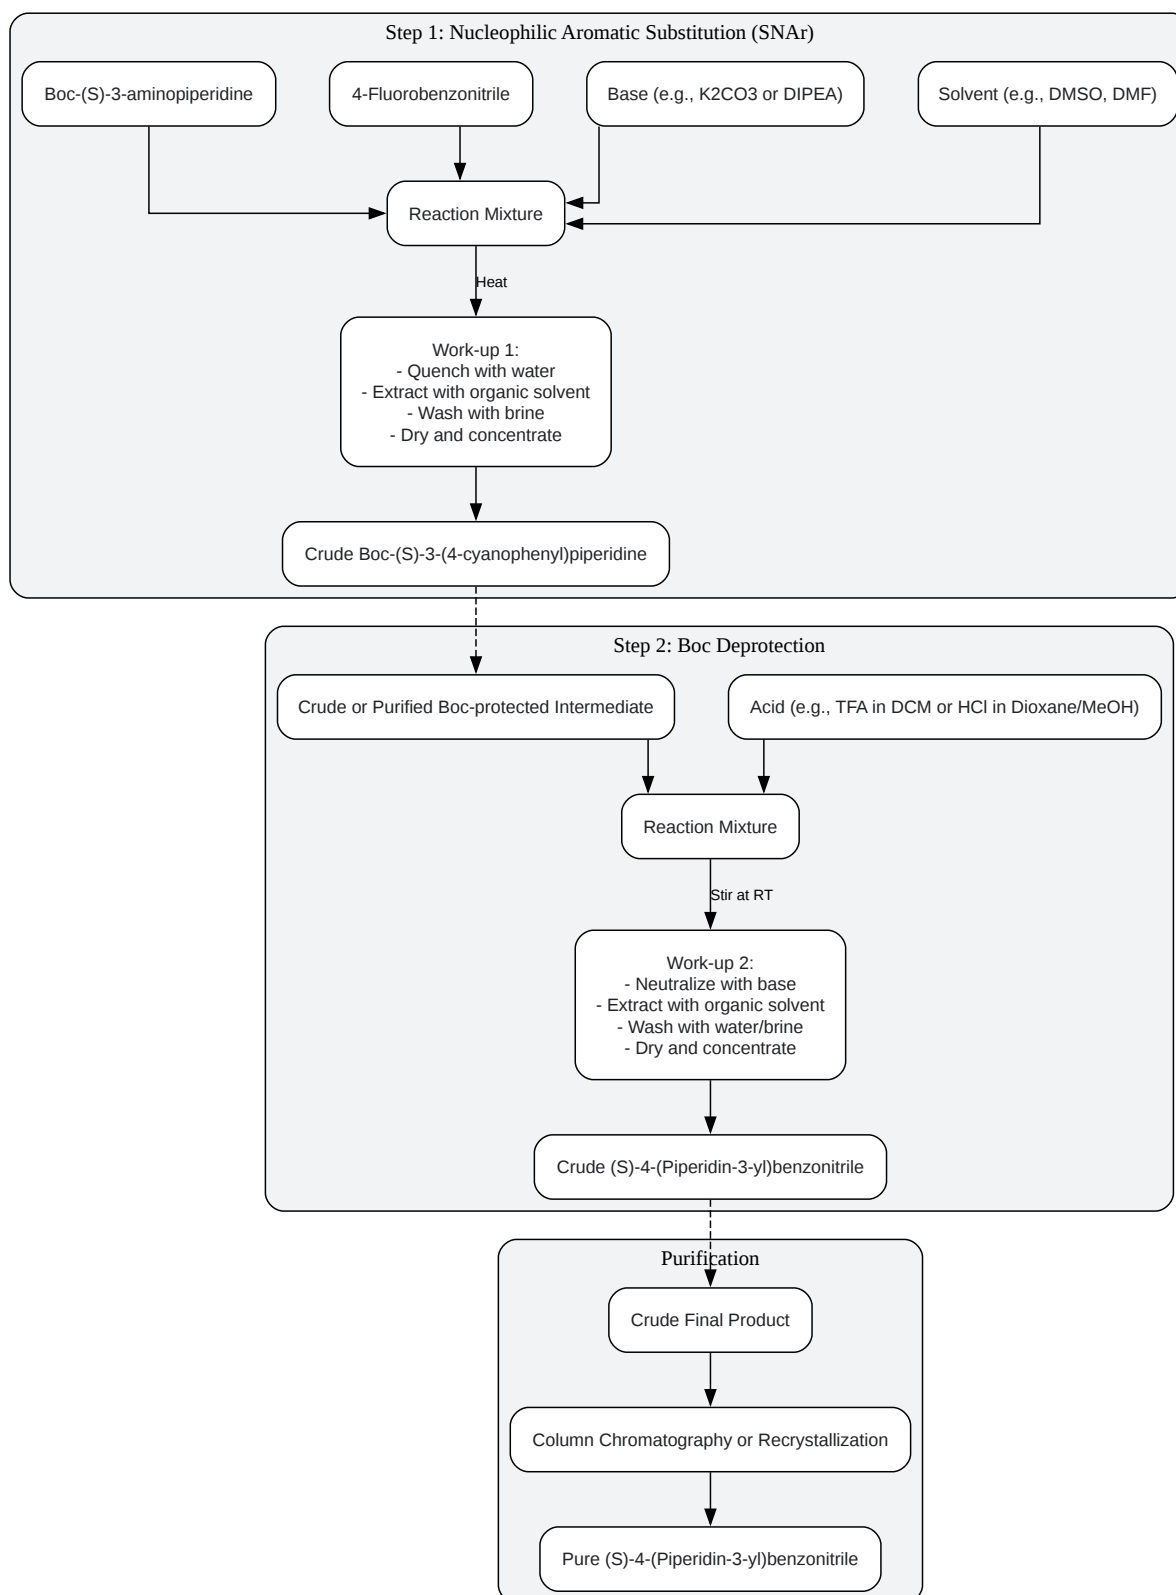 Step 1: Nucleophilic Aromatic Substitution (SNAr)
Boc-(S)-3-aminopiperidine
4-Fluorobenzonitrile
Base (e.g., K2CO3 or DIPEA)
Solvent (e.g., DMSO, DMF)
Reaction Mixture
Heat
Work-up 1:
- Quench with water
- Extract with organic solvent
- Wash with brine
- Dry and concentrate
Crude Boc-(S)-3-(4-cyanophenyl)piperidine
Step 2: Boc Deprotection
Crude or Purified Boc-protected Intermediate
Acid (e.g., TFA in DCM or HCl in Dioxane/MeOH)
Reaction Mixture
Stir at RT
Work-up 2:
- Neutralize with base
- Extract with organic solvent
- Wash with water/brine
- Dry and concentrate
Crude (S)-4-(Piperidin-3-yl)benzonitrile
Purification
Crude Final Product
Column Chromatography or Recrystallization
Pure (S)-4-(Piperidin-3-yl)benzonitrile